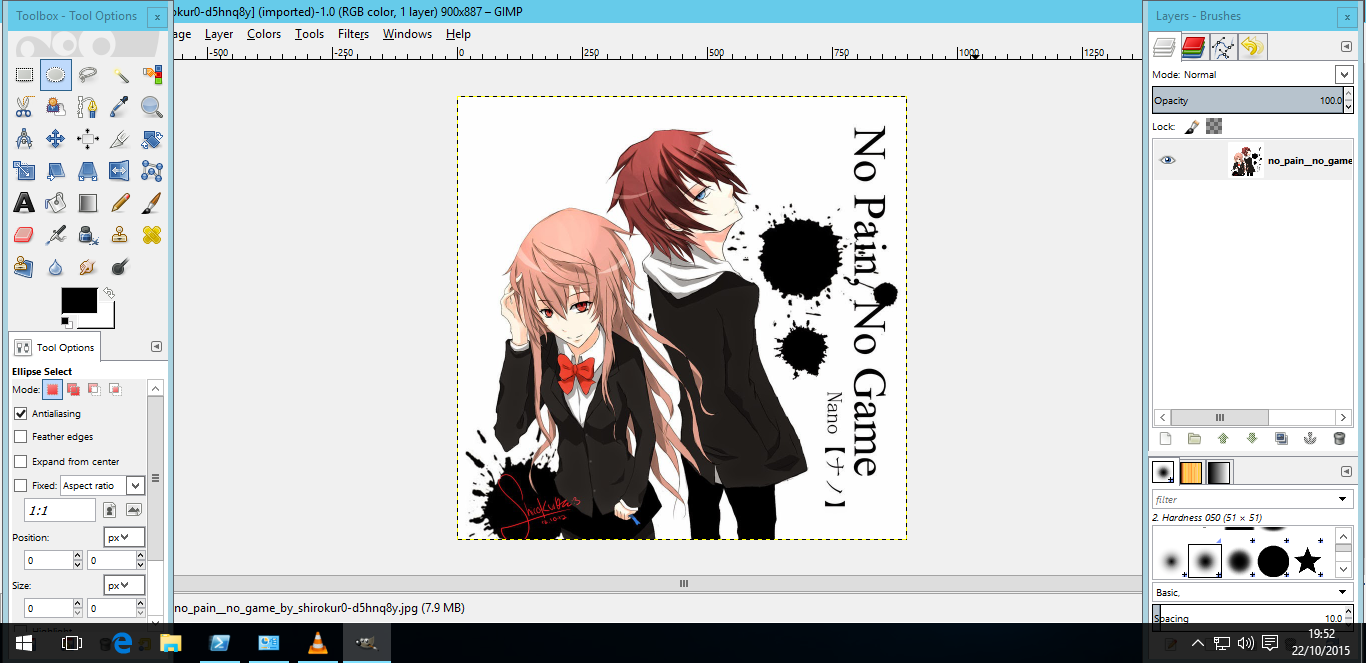 Toolbox - Tool Options
okur0-d5hnq8y] (imported)-1.0 (RGB color, 1 layer) 900x887 – GIMP
Layers - Brushes
age Layer Colors Tools Filters Windows Help
-500 -250 0 250 500 750 1000 1250
Mode: Normal
Opacity 100.0
Lock:
no_pain__no_game
No Pain, No Game
Nano【ナノ】
Shirokuro
Tool Options
Ellipse Select
Mode:
Antialiasing
Feather edges
Expand from center
Fixed: Aspect ratio
1:1
Position: px
0 0
Size: px
0 0
Highlight
filter
2. Hardness 050 (51 × 51)
Basic,
Spacing 10.0
no_pain__no_game_by_shirokur0-d5hnq8y.jpg (7.9 MB)
19:52
22/10/2015